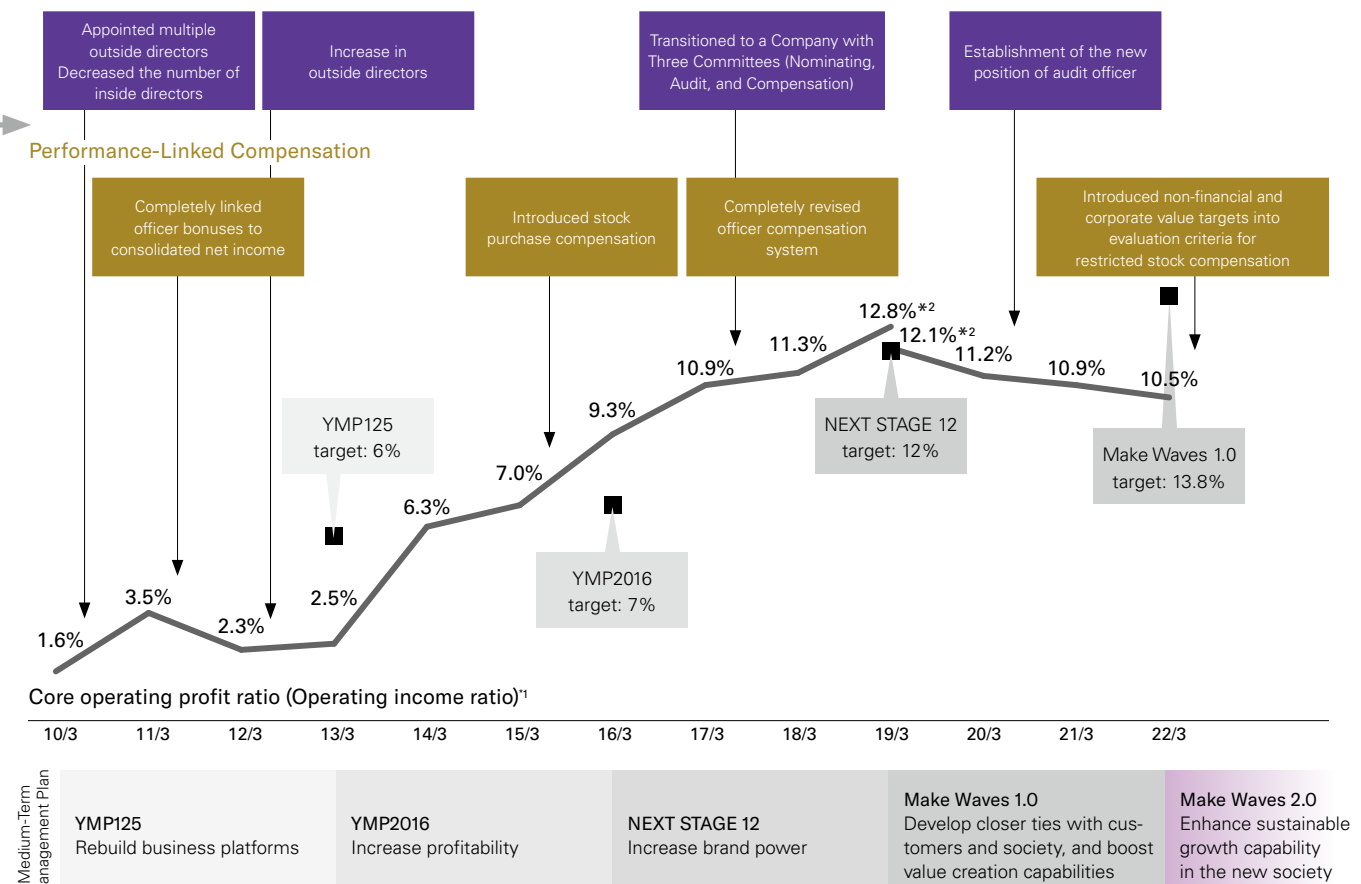 Appointed multiple
outside directors
Decreased the number of
inside directors
Increase in
outside directors
Transitioned to a Company with
Three Committees (Nominating,
Audit, and Compensation)
Establishment of the new
position of audit officer
Performance-Linked Compensation
Completely linked
officer bonuses to
consolidated net income
Introduced stock
purchase compensation
Completely revised
officer compensation
system
Introduced non-financial and
corporate value targets into
evaluation criteria for
restricted stock compensation
1.6%
3.5%
2.3%
2.5%
6.3%
7.0%
9.3%
10.9%
11.3%
12.8%*2
12.1%*2
11.2%
10.9%
10.5%
YMP125
target: 6%
YMP2016
target: 7%
NEXT STAGE 12
target: 12%
Make Waves 1.0
target: 13.8%
Core operating profit ratio (Operating income ratio)*1
10/3 11/3 12/3 13/3 14/3 15/3 16/3 17/3 18/3 19/3 20/3 21/3 22/3
Medium-Term
anagement Plan
YMP125
Rebuild business platforms
YMP2016
Increase profitability
NEXT STAGE 12
Increase brand power
Make Waves 1.0
Develop closer ties with cus-
tomers and society, and boost
value creation capabilities
Make Waves 2.0
Enhance sustainable
growth capability
in the new society